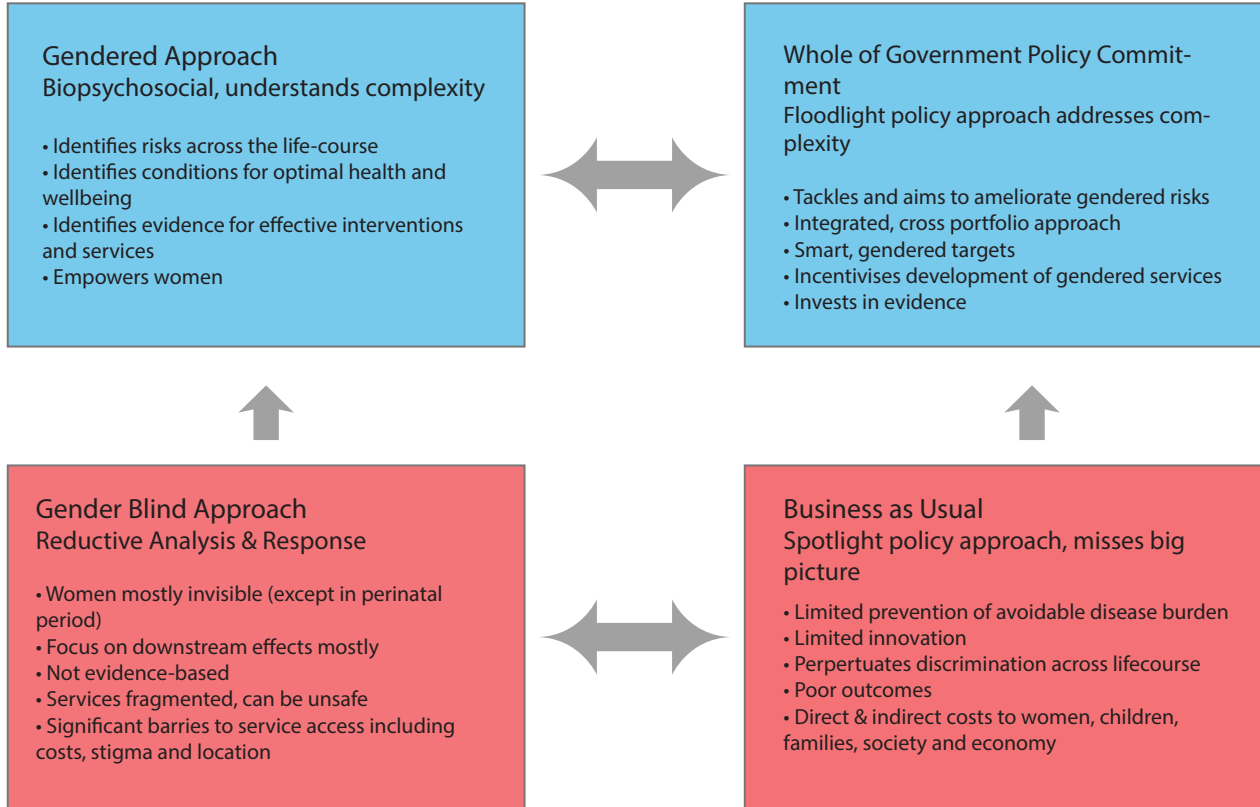 Gendered Approach
Biopsychosocial, understands complexity
• Identifies risks across the life-course
• Identifies conditions for optimal health and
wellbeing
• Identifies evidence for effective interventions
and services
• Empowers women
Whole of Government Policy Commit-
ment
Floodlight policy approach addresses com-
plexity
• Tackles and aims to ameliorate gendered risks
• Integrated, cross portfolio approach
• Smart, gendered targets
• Incentivises development of gendered services
• Invests in evidence
Gender Blind Approach
Reductive Analysis & Response
• Women mostly invisible (except in perinatal
period)
• Focus on downstream effects mostly
• Not evidence-based
• Services fragmented, can be unsafe
• Significant barries to service access including
costs, stigma and location
Business as Usual
Spotlight policy approach, misses big
picture
• Limited prevention of avoidable disease burden
• Limited innovation
• Perpertuates discrimination across lifecourse
• Poor outcomes
• Direct & indirect costs to women, children,
families, society and economy